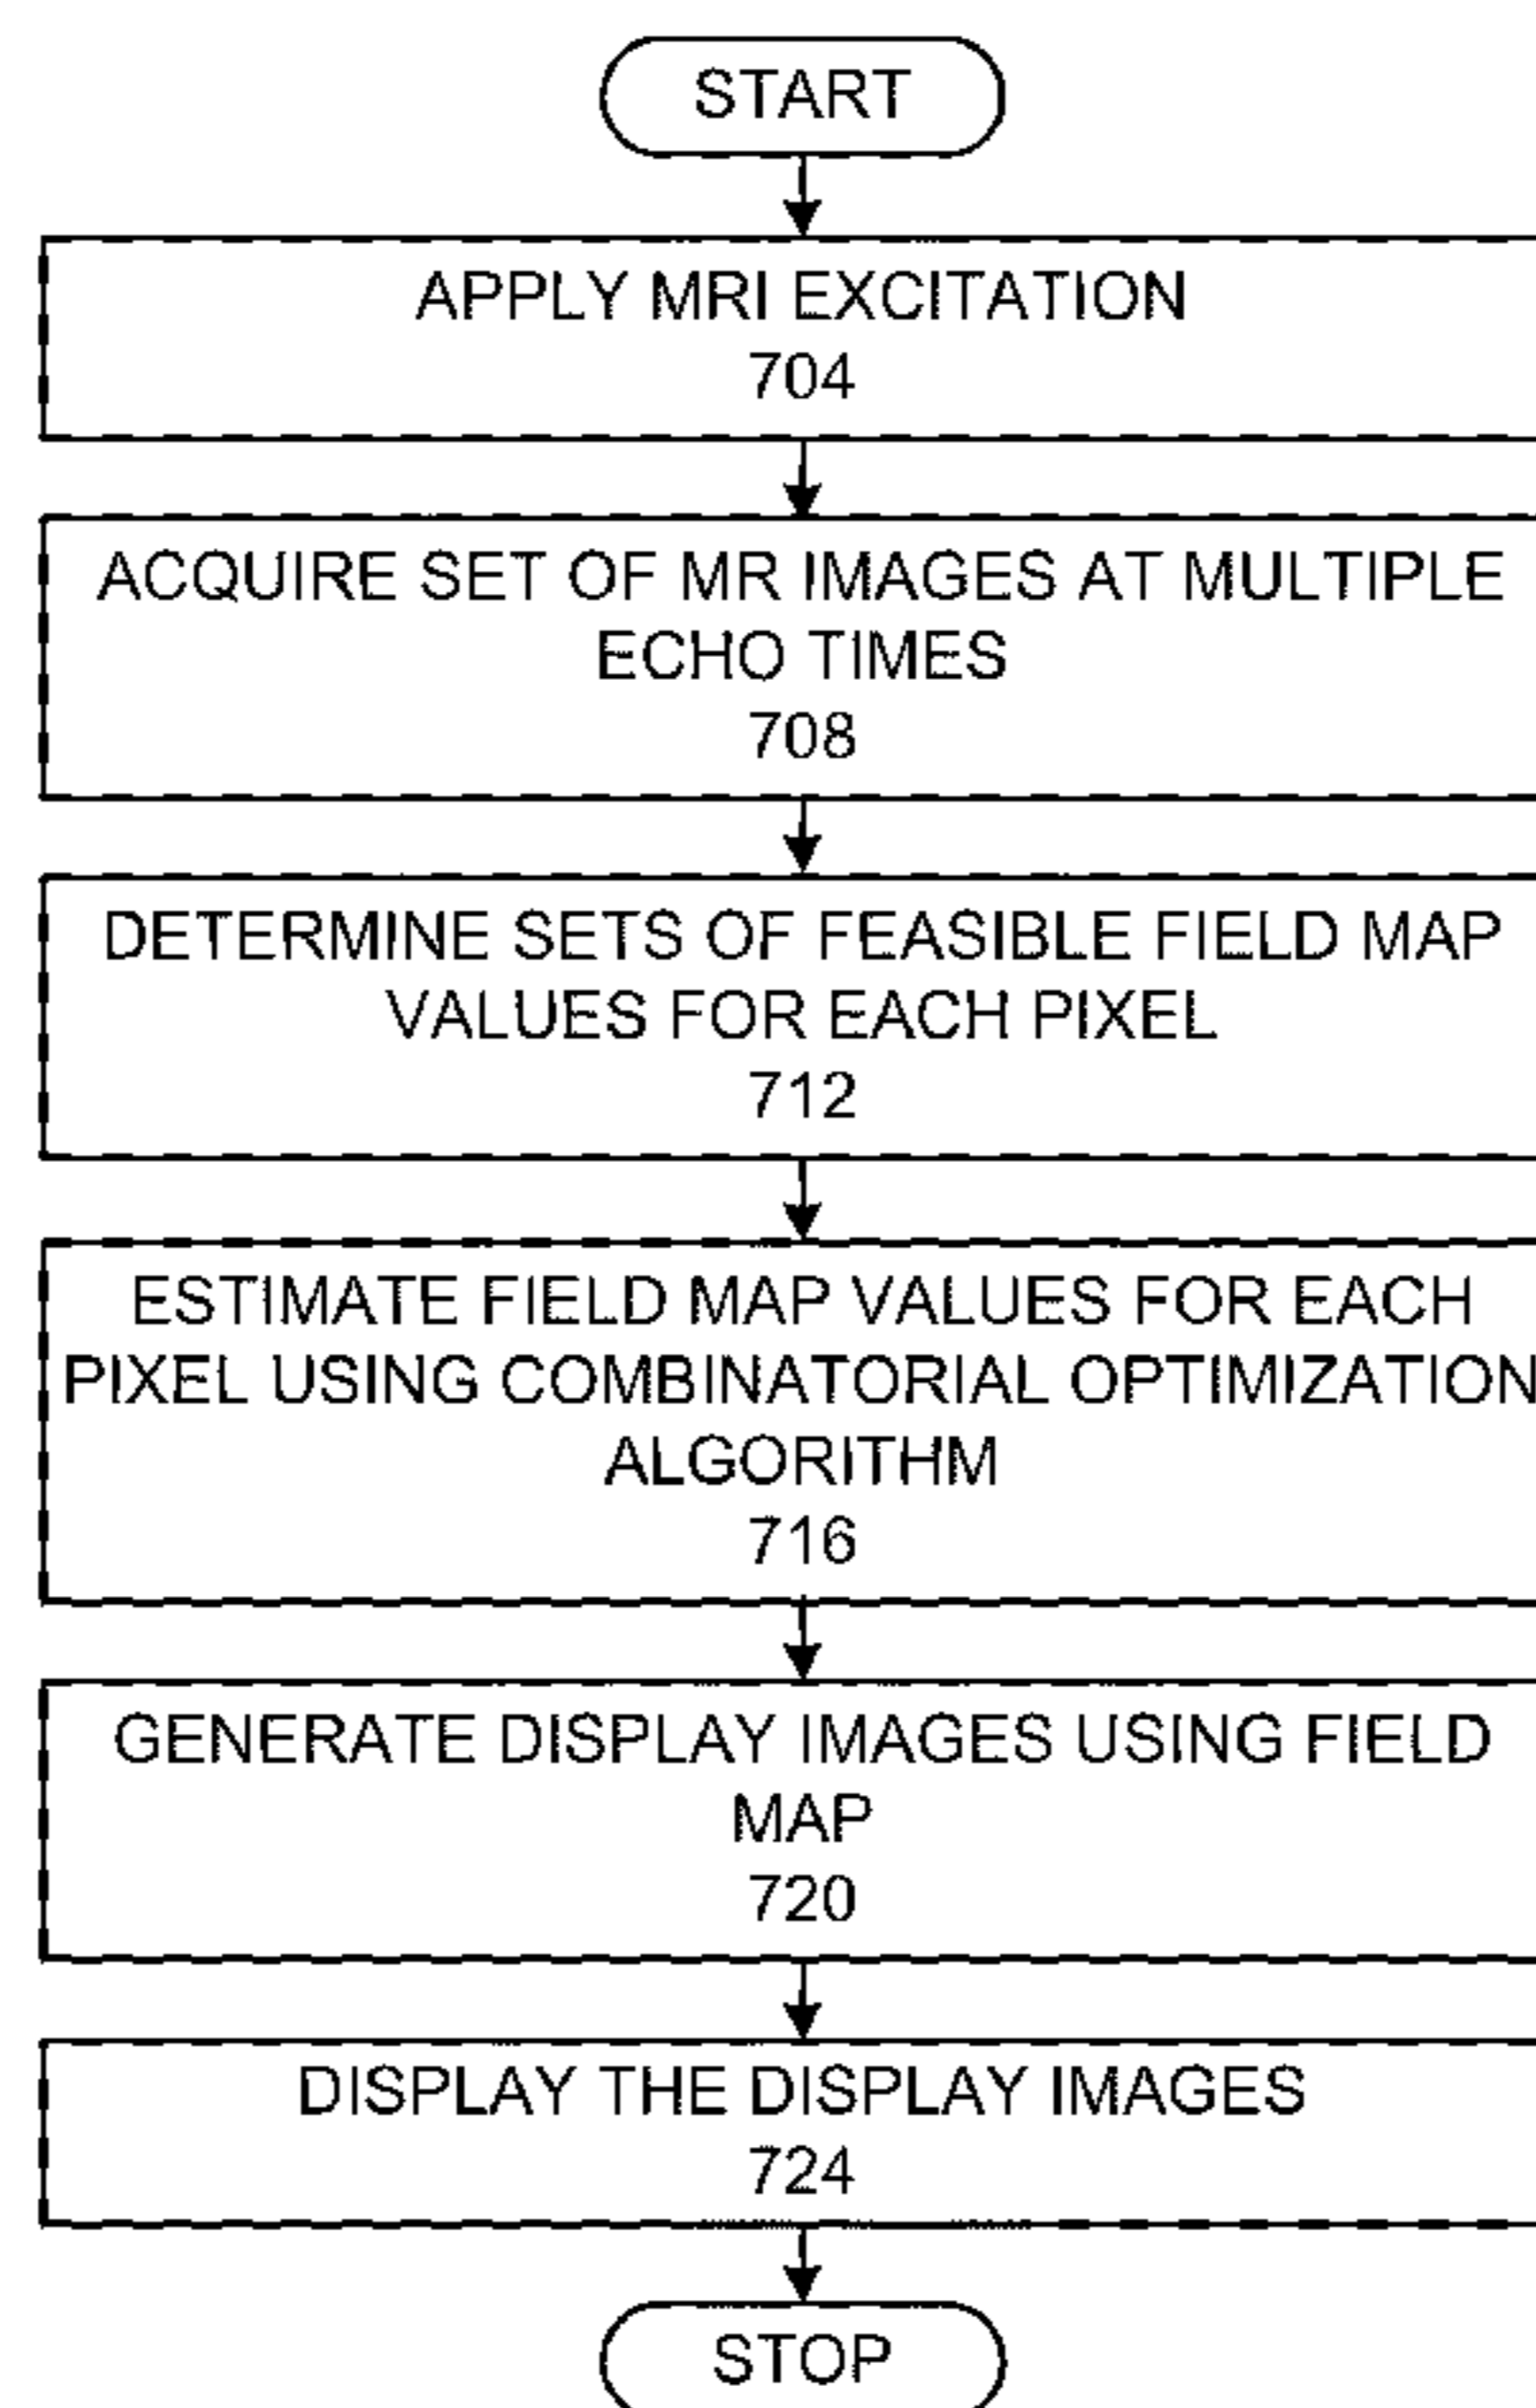 START
APPLY MRI EXCITATION
704
ACQUIRE SET OF MR IMAGES AT MULTIPLE
ECHO TIMES
708
DETERMINE SETS OF FEASIBLE FIELD MAP
VALUES FOR EACH PIXEL
712
ESTIMATE FIELD MAP VALUES FOR EACH
PIXEL USING COMBINATORIAL OPTIMIZATION
ALGORITHM
716
GENERATE DISPLAY IMAGES USING FIELD
MAP
720
DISPLAY THE DISPLAY IMAGES
724
STOP